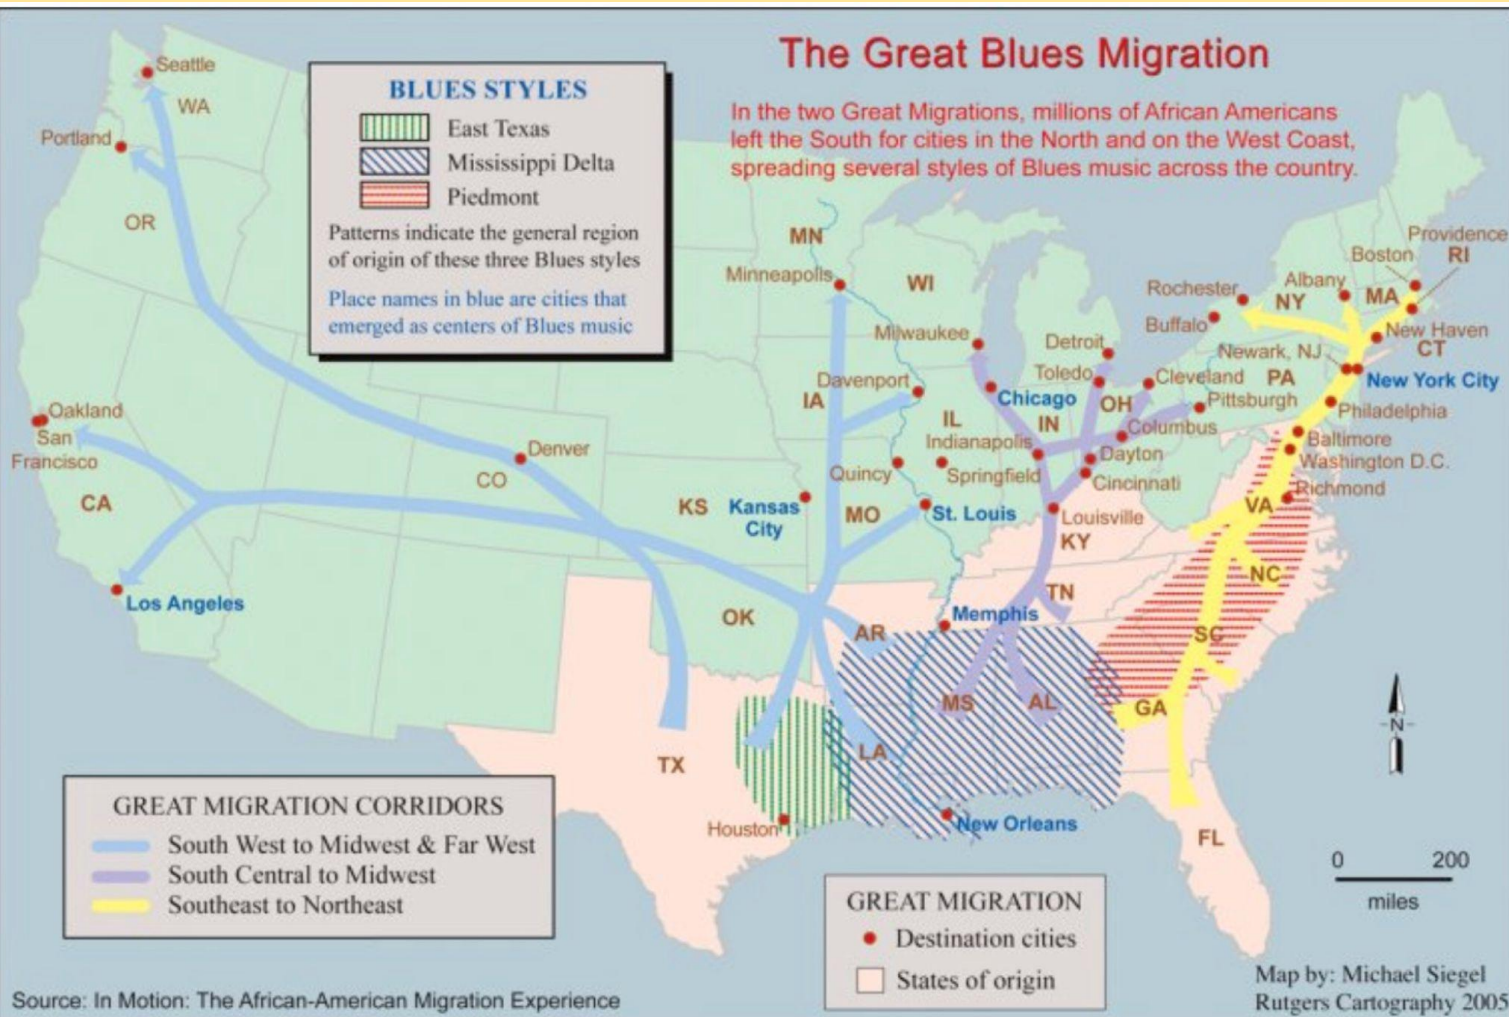 The Great Blues Migration
In the two Great Migrations, millions of African Americans
left the South for cities in the North and on the West Coast,
spreading several styles of Blues music across the country.
BLUES STYLES
East Texas
Mississippi Delta
Piedmont
Patterns indicate the general region
of origin of these three Blues styles
Place names in blue are cities that
emerged as centers of Blues music
Seattle
WA
Portland
OR
Oakland
San
Francisco
CA
Los Angeles
Denver
CO
KS
Kansas
City
OK
TX
Houston
MN
Minneapolis
WI
Milwaukee
Davenport
IA
Chicago
IL
IN
Indianapolis
Quincy
Springfield
MO
St. Louis
Detroit
Toledo
Cleveland
OH
Columbus
Pittsburgh
PA
Dayton
Cincinnati
Louisville
KY
TN
Memphis
AR
MS
AL
LA
New Orleans
Rochester
Buffalo
Albany
NY
Boston
Providence
RI
MA
New Haven
CT
Newark, NJ
New York City
Philadelphia
Baltimore
Washington D.C.
Richmond
VA
NC
SC
GA
FL
N
0 200
miles
GREAT MIGRATION CORRIDORS
South West to Midwest & Far West
South Central to Midwest
Southeast to Northeast
GREAT MIGRATION
Destination cities
States of origin
Source: In Motion: The African-American Migration Experience
Map by: Michael Siegel
Rutgers Cartography 2005